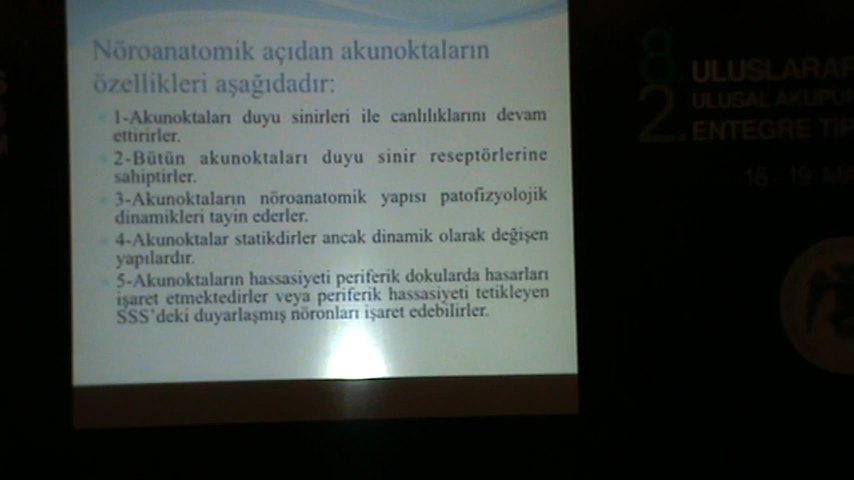 Nöroanatomik açıdan akunoktaların
özellikleri aşağıdadır:
1-Akunoktaları duyu sinirleri ile canlılıklarını devam
ettirirler.
2-Bütün akunoktaları duyu sinir reseptörlerine
sahiptirler.
3-Akunoktaların nöroanatomik yapısı patofizyolojik
dinamikleri tayin ederler.
4-Akunoktalar statikdirler ancak dinamik olarak değişen
yapılardır.
5-Akunoktaların hassasiyeti periferik dokularda hasarları
işaret etmektedirler veya periferik hassasiyeti tetikleyen
SSS'deki duyarlaşmış nöronları işaret edebilirler.
8. ULUSLARAR
2. ULUSAL AKUPUN
ENTEGRE TIP
16 19